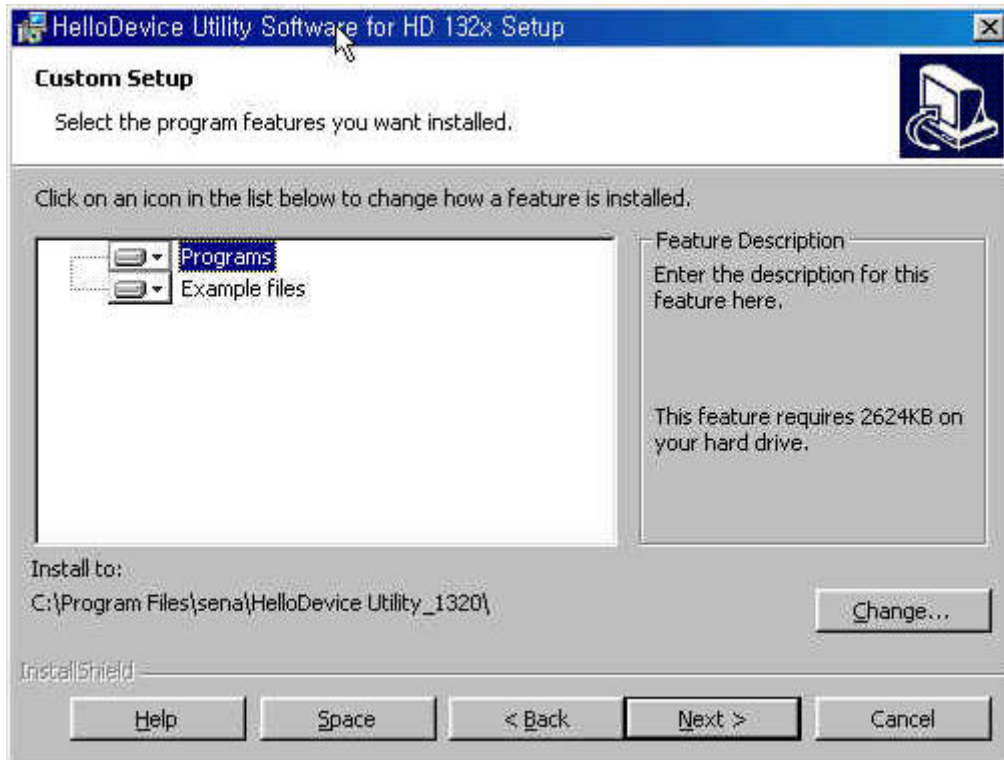 HelloDevice Utility Software for HD 132x Setup
Custom Setup
Select the program features you want installed.
Click on an icon in the list below to change how a feature is installed.
Programs
Example files
Feature Description
Enter the description for this
feature here.
This feature requires 2624KB on
your hard drive.
Install to:
C:\Program Files\sena\HelloDevice Utility_1320\
Change...
InstallShield
Help
Space
< Back
Next >
Cancel